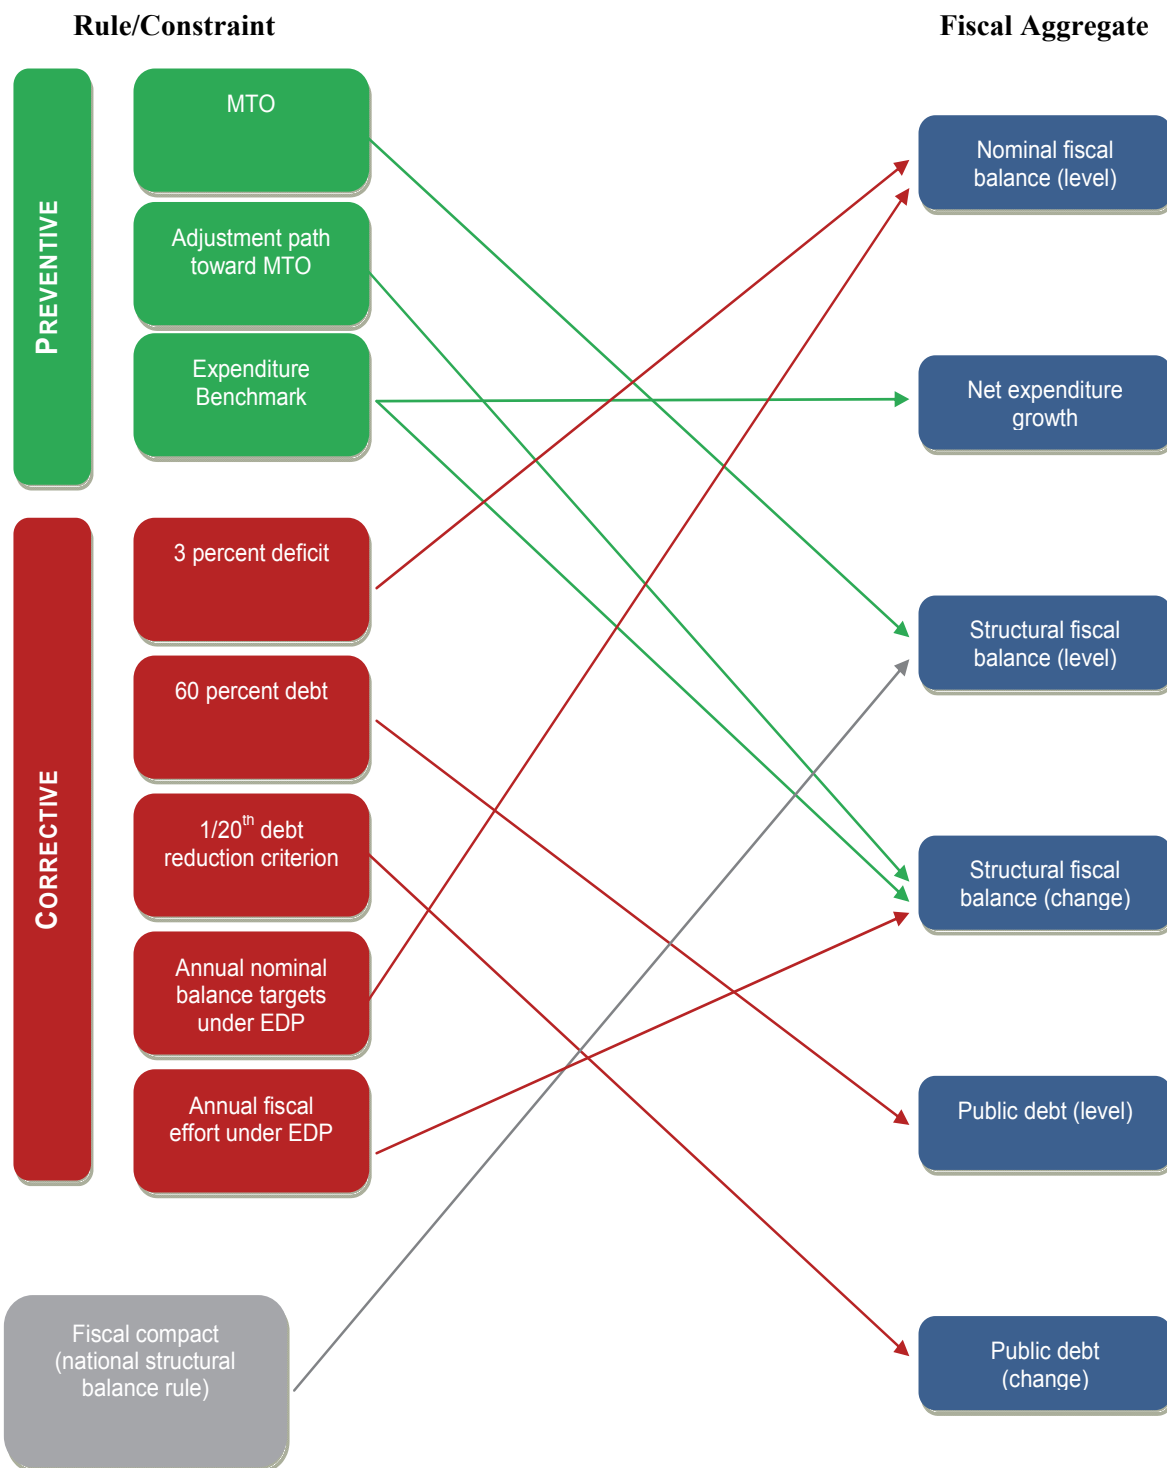 Rule/Constraint
Fiscal Aggregate
PREVENTIVE
MTO
Adjustment path
toward MTO
Expenditure
Benchmark
CORRECTIVE
3 percent deficit
60 percent debt
1/20th debt
reduction criterion
Annual nominal
balance targets
under EDP
Annual fiscal
effort under EDP
Fiscal compact
(national structural
balance rule)
Nominal fiscal
balance (level)
Net expenditure
growth
Structural fiscal
balance (level)
Structural fiscal
balance (change)
Public debt (level)
Public debt
(change)